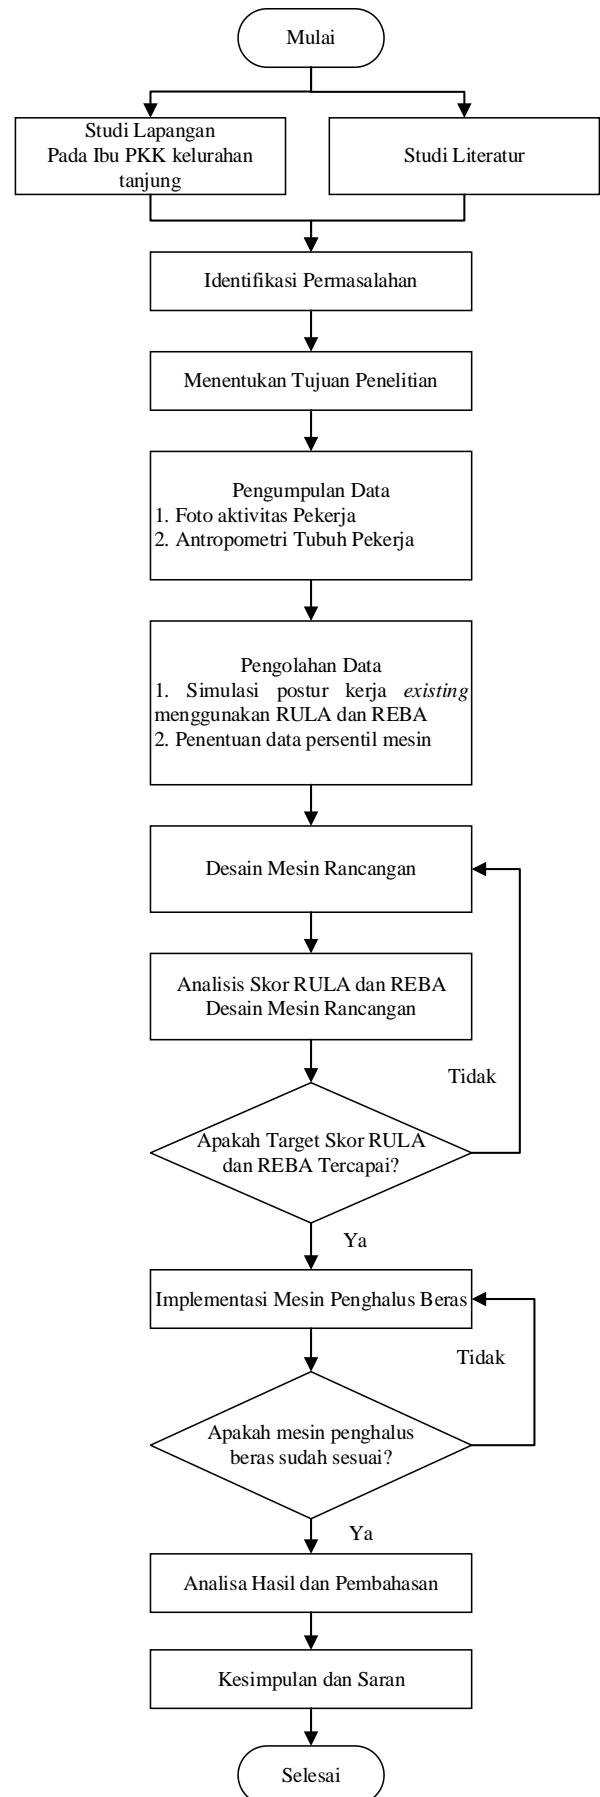 Mulai
Studi Lapangan
Pada Ibu PKK kelurahan
tanjung
Studi Literatur
Identifikasi Permasalahan
Menentukan Tujuan Penelitian
Pengumpulan Data
1. Foto aktivitas Pekerja
2. Antropometri Tubuh Pekerja
Pengolahan Data
1. Simulasi postur kerja existing
menggunakan RULA dan REBA
2. Penentuan data persentil mesin
Desain Mesin Rancangan
Analisis Skor RULA dan REBA
Desain Mesin Rancangan
Tidak
Apakah Target Skor RULA
dan REBA Tercapai?
Ya
Implementasi Mesin Penghalus Beras
Tidak
Apakah mesin penghalus
beras sudah sesuai?
Ya
Analisa Hasil dan Pembahasan
Kesimpulan dan Saran
Selesai